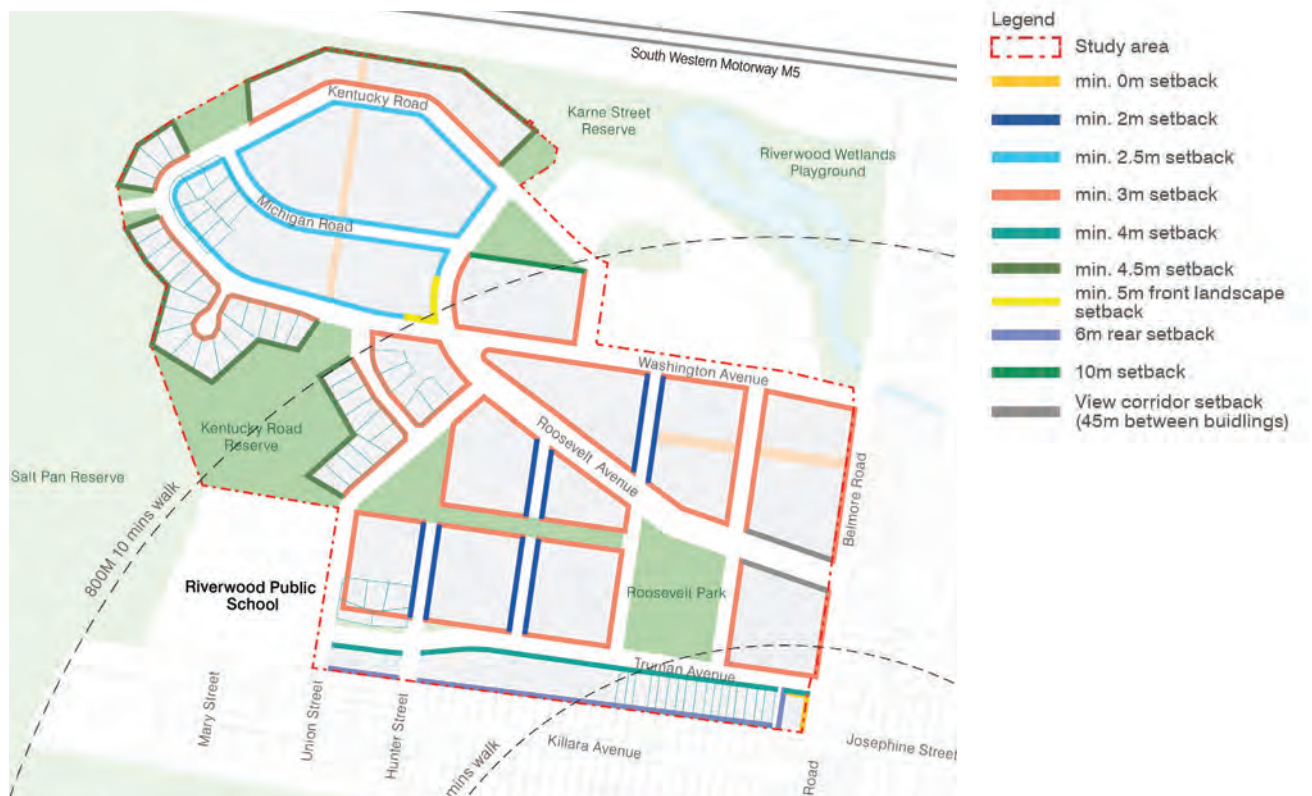 South Western Motorway M5
Kentucky Road
Karne Street
Reserve
Riverwood Wetlands
Playground
Michigan Road
Washington Avenue
Kentucky Road
Reserve
Roosevelt Avenue
Salt Pan Reserve
800M 10 mins walk
Belmore Road
Riverwood Public
School
Roosevelt Park
Truman Avenue
Mary Street
Union Street
Hunter Street
Killara Avenue
Josephine Street
mins walk
Road
Legend
Study area
min. 0m setback
min. 2m setback
min. 2.5m setback
min. 3m setback
min. 4m setback
min. 4.5m setback
min. 5m front landscape
setback
6m rear setback
10m setback
View corridor setback
(45m between buidlings)